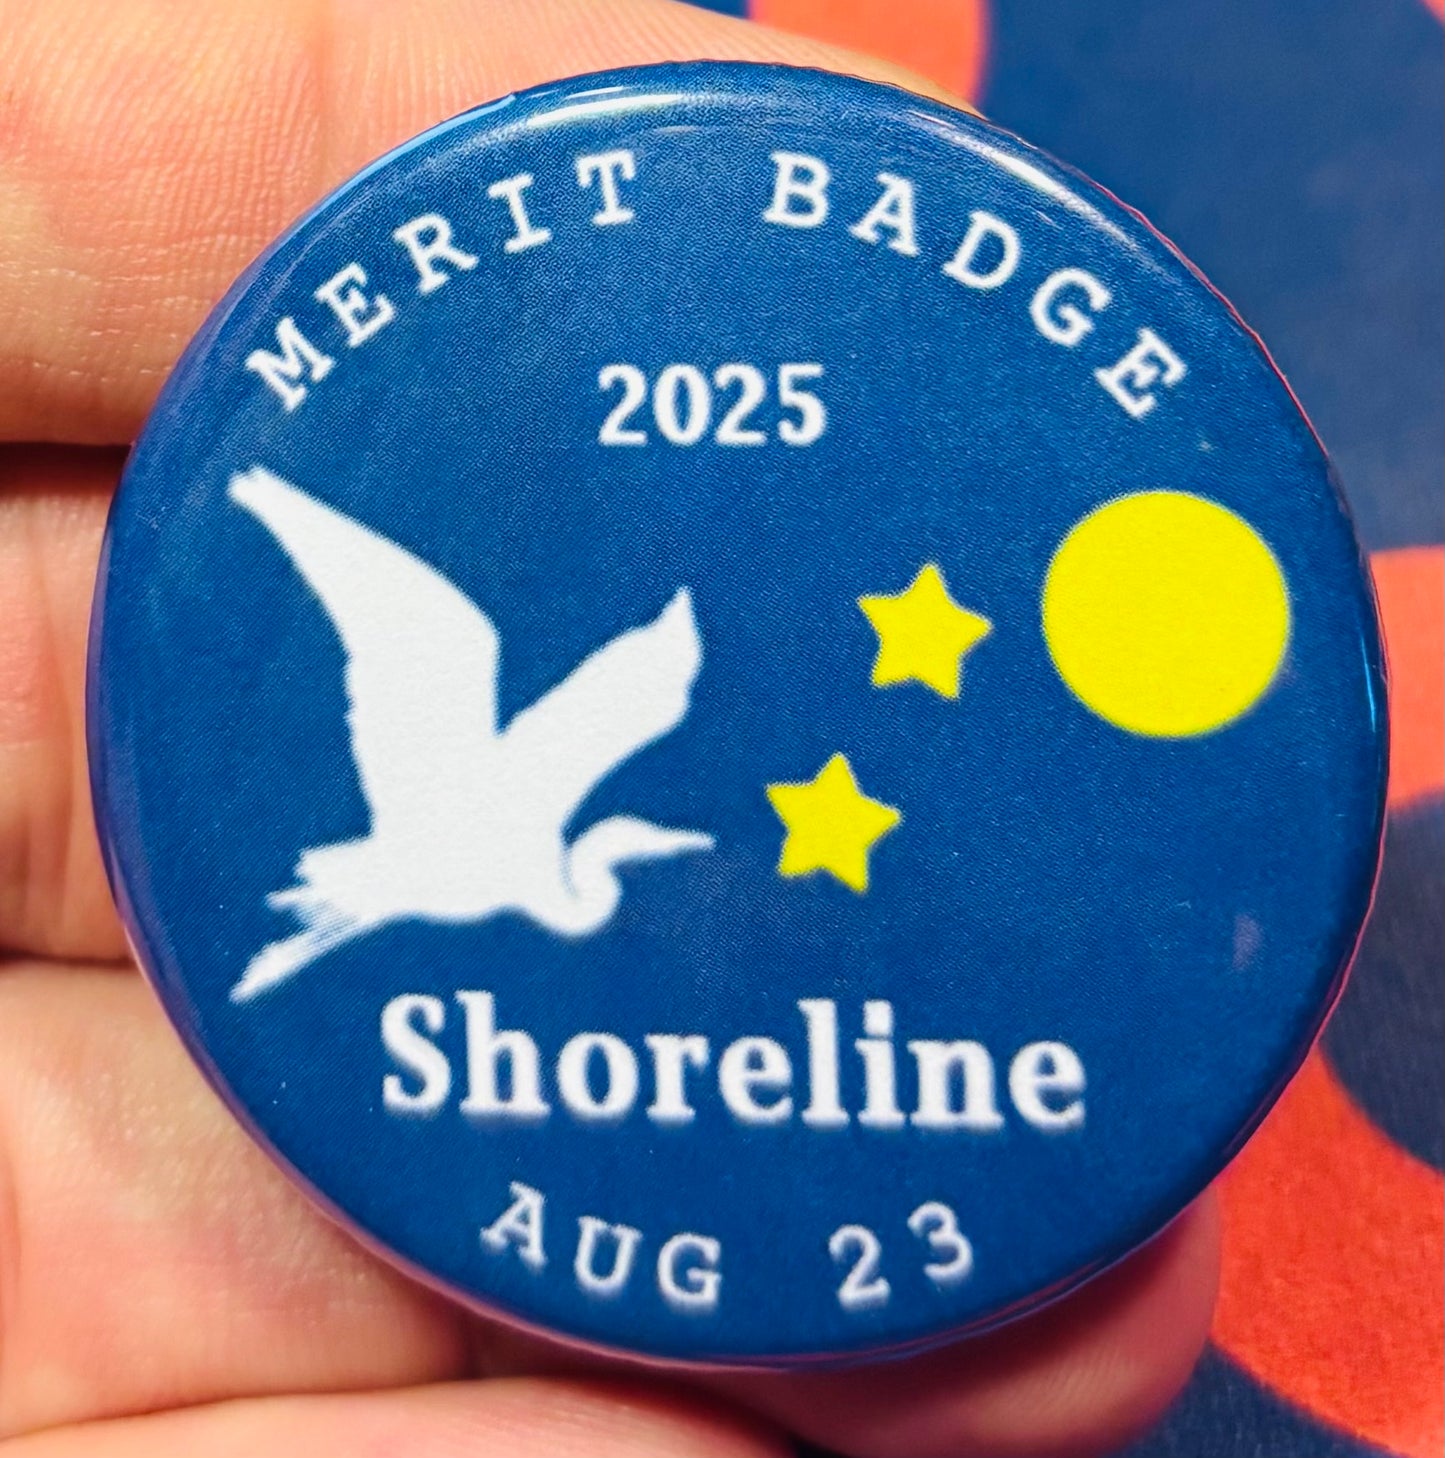 MERIT BADGE
2025
Shoreline
AUG 23